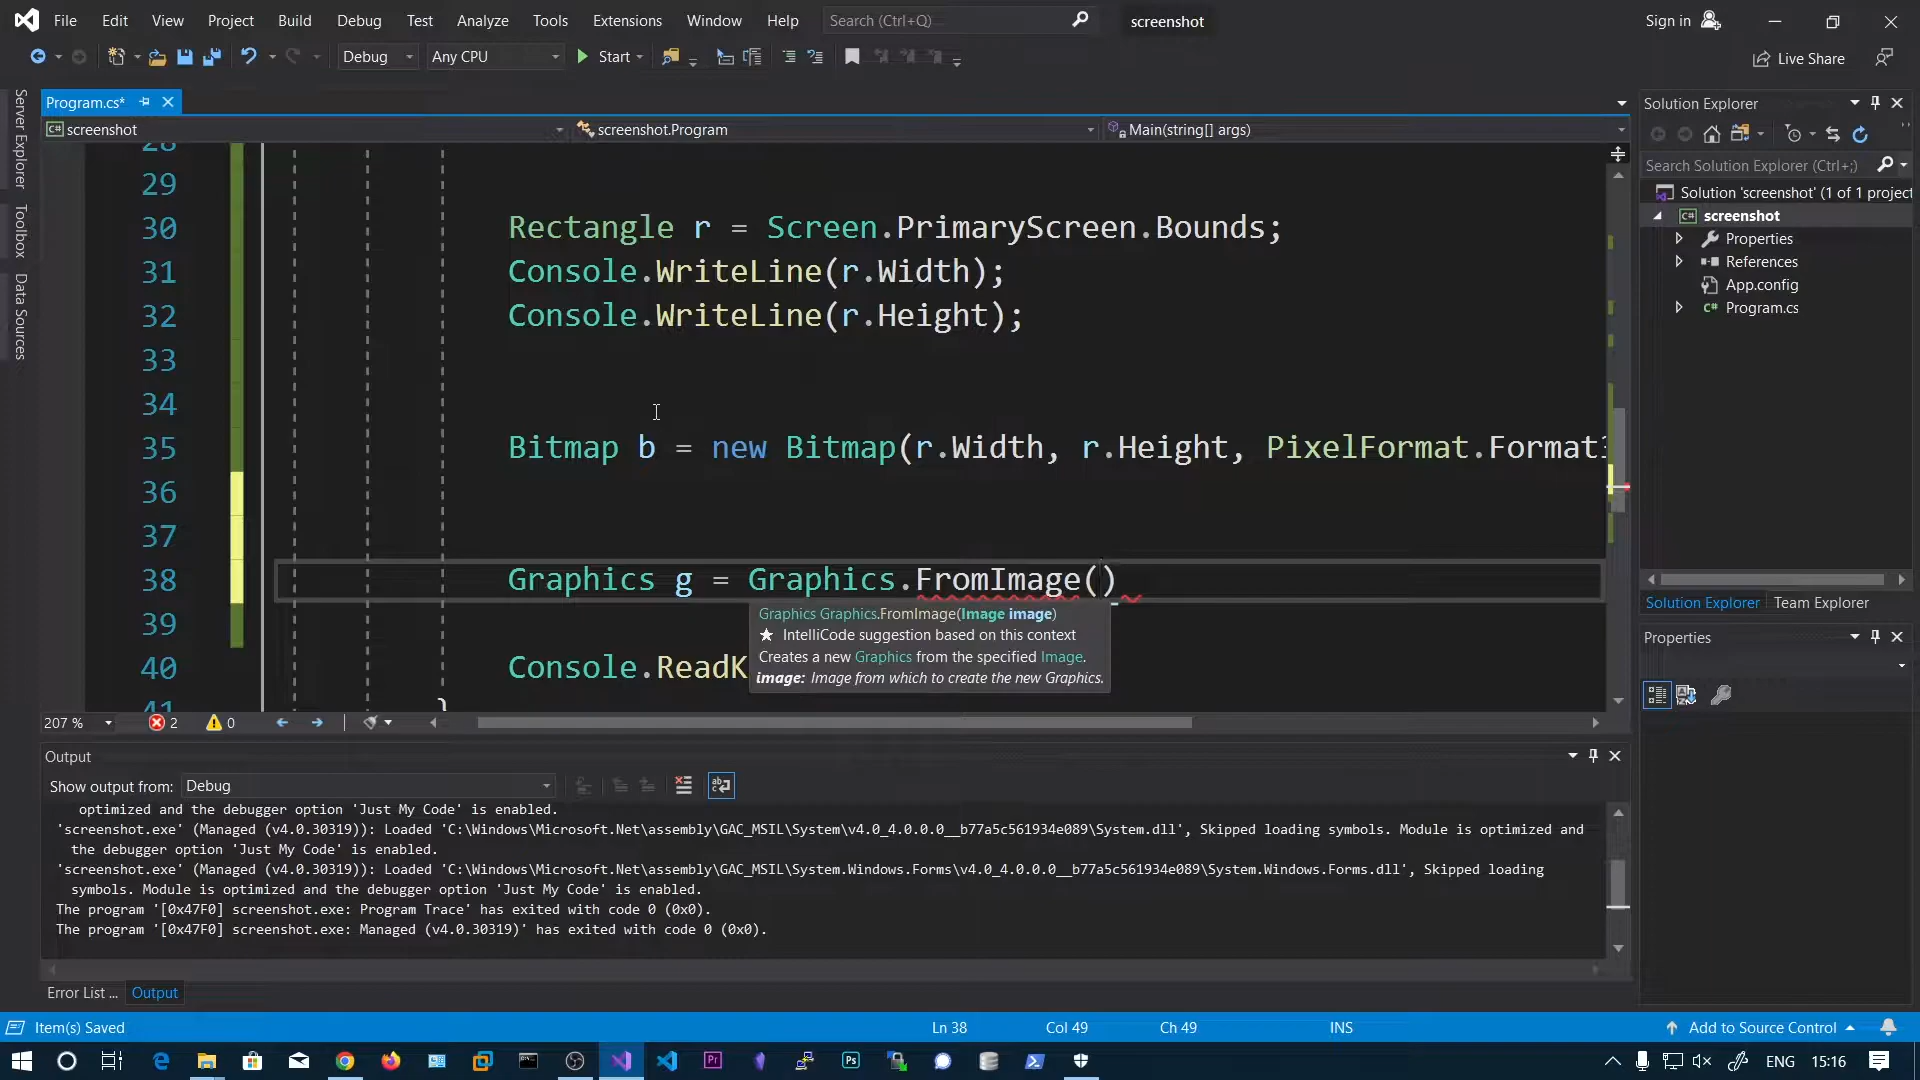 File Edit View Project Build Debug Test Analyze Tools Extensions Window Help Search (Ctrl+Q) screenshot Sign in
Debug Any CPU Start Live Share
Server Explorer
Toolbox
Data Sources
Program.cs*
screenshot screenshot.Program Main(string[] args)
28
29
30 Rectangle r = Screen.PrimaryScreen.Bounds;
31 Console.WriteLine(r.Width);
32 Console.WriteLine(r.Height);
33
34
35 Bitmap b = new Bitmap(r.Width, r.Height, PixelFormat.Format3
36
37
38 Graphics g = Graphics.FromImage()
Graphics Graphics.FromImage(Image image)
★ IntelliCode suggestion based on this context
Creates a new Graphics from the specified Image.
image: Image from which to create the new Graphics.
39
40 Console.ReadK
41 }
207 % 2 0
Output
Show output from: Debug
optimized and the debugger option 'Just My Code' is enabled.
'screenshot.exe' (Managed (v4.0.30319)): Loaded 'C:\Windows\Microsoft.Net\assembly\GAC_MSIL\System\v4.0_4.0.0.0__b77a5c561934e089\System.dll', Skipped loading symbols. Module is optimized and
the debugger option 'Just My Code' is enabled.
'screenshot.exe' (Managed (v4.0.30319)): Loaded 'C:\Windows\Microsoft.Net\assembly\GAC_MSIL\System.Windows.Forms\v4.0_4.0.0.0__b77a5c561934e089\System.Windows.Forms.dll', Skipped loading
symbols. Module is optimized and the debugger option 'Just My Code' is enabled.
The program '[0x47F0] screenshot.exe: Program Trace' has exited with code 0 (0x0).
The program '[0x47F0] screenshot.exe: Managed (v4.0.30319)' has exited with code 0 (0x0).
Error List ... Output
Solution Explorer
Search Solution Explorer (Ctrl+;)
Solution 'screenshot' (1 of 1 project
C# screenshot
Properties
References
App.config
C# Program.cs
Solution Explorer Team Explorer
Properties
Item(s) Saved Ln 38 Col 49 Ch 49 INS Add to Source Control
Pr Ps ENG 15:16